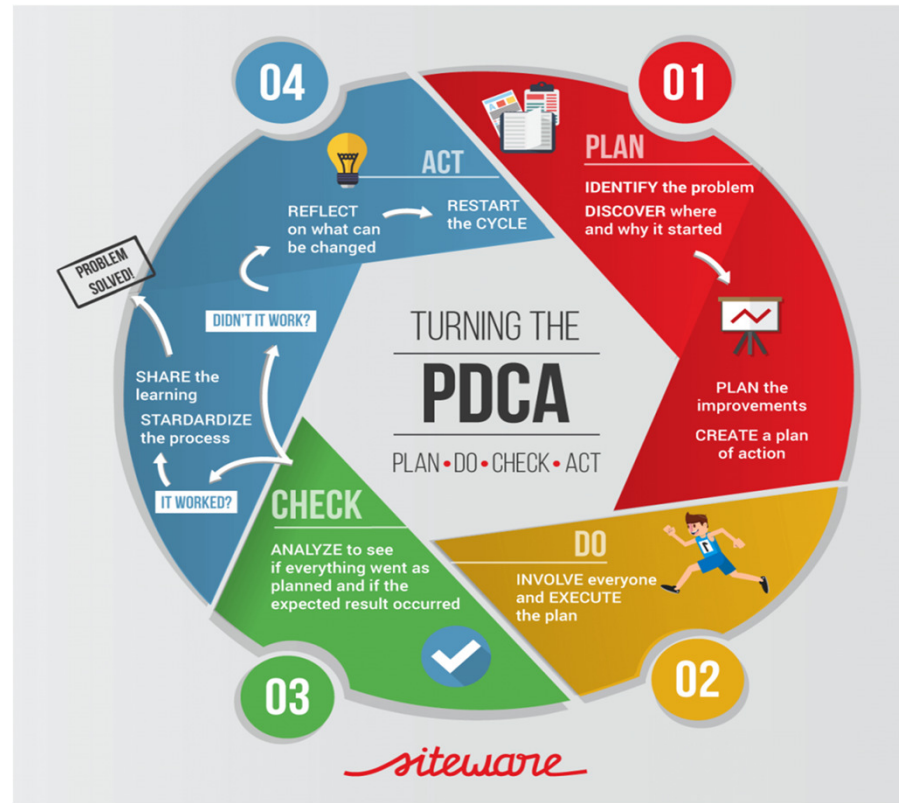 01
PLAN
IDENTIFY the problem
DISCOVER where
and why it started
PLAN the
improvements
CREATE a plan
of action
02
DO
INVOLVE everyone
and EXECUTE
the plan
03
CHECK
ANALYZE to see
if everything went as
planned and if the
expected result occurred
04
ACT
IT WORKED?
STARDARDIZE
the process
SHARE the
learning
PROBLEM
SOLVED!
DIDN'T IT WORK?
REFLECT
on what can
be changed
RESTART
the CYCLE
TURNING THE
PDCA
PLAN • DO • CHECK • ACT
siteware